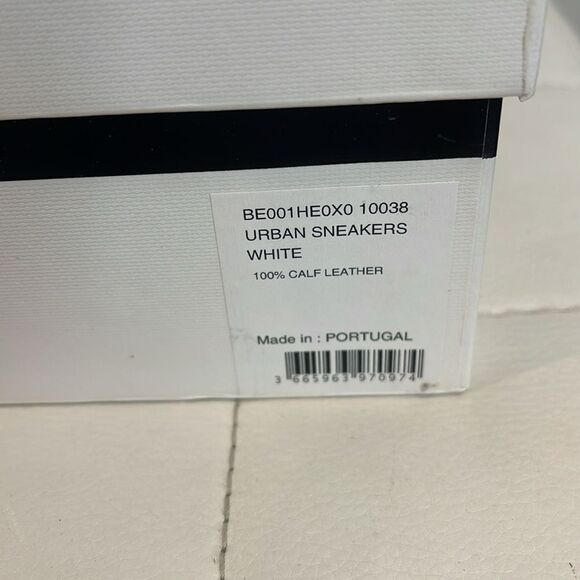 BE001HE0X0 10038
URBAN SNEAKERS
WHITE
100% CALF LEATHER
Made in : PORTUGAL
3 665963 970974